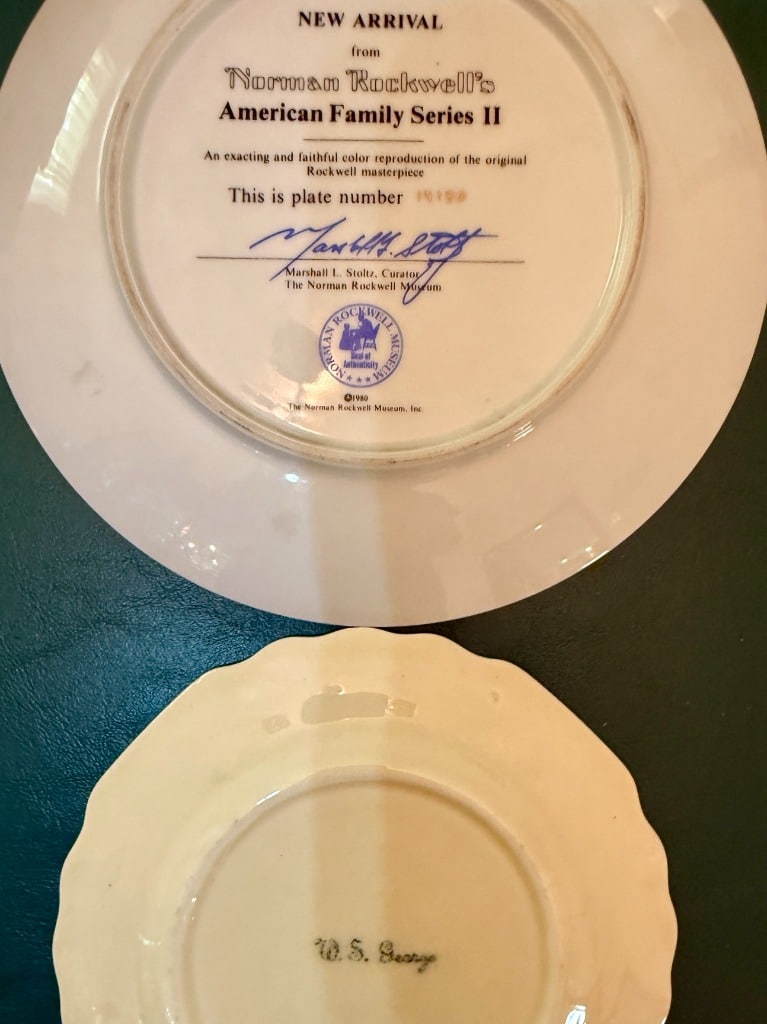 NEW ARRIVAL
from
Norman Rockwell's
American Family Series II
An exacting and faithful color reproduction of the original
Rockwell masterpiece
This is plate number
Marshall L. Stoltz
Marshall L. Stoltz, Curator
The Norman Rockwell Museum
NORMAN ROCKWELL MUSEUM
Seal of
Authenticity
©1980
The Norman Rockwell Museum, Inc.
W. S. George